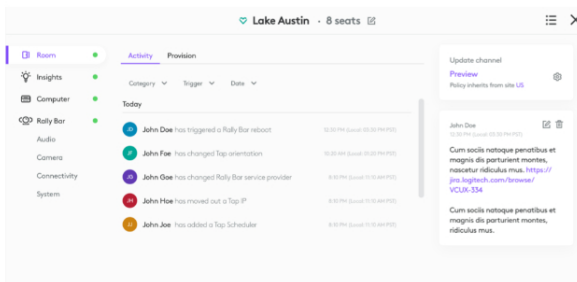 Lake Austin · 8 seats
Room
Insights
Computer
Rally Bar
Audio
Camera
Connectivity
System
Activity Provision
Category Trigger Date
Today
JD John Doe has triggered a Rally Bar reboot
JF John Foe has changed Tap orientation
JG John Goe has changed Rally Bar service provider
JH John Hoe has moved out a Tap IP
JJ John Joe has added a Tap Scheduler
Update channel
Preview
Policy inherits from site US
John Doe
Cum sociis natoque penatibus et
magnis dis parturient montes,
nascetur ridiculus mus. https://
jira.logitech.com/browse/
VCUX-334
Cum sociis natoque penatibus et
magnis dis parturient montes,
ridiculus mus.